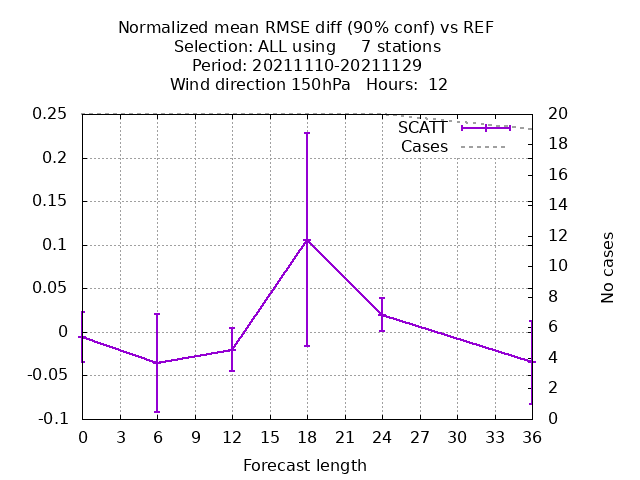 Normalized mean RMSE diff (90% conf) vs REF
Selection: ALL using 7 stations
Period: 20211110-20211129
Wind direction 150hPa Hours: 12
SCATT
Cases
0.25
0.2
0.15
0.1
0.05
0
-0.05
-0.1
20
18
16
14
12
10
8
6
4
2
0
No cases
0 3 6 9 12 15 18 21 24 27 30 33 36
Forecast length